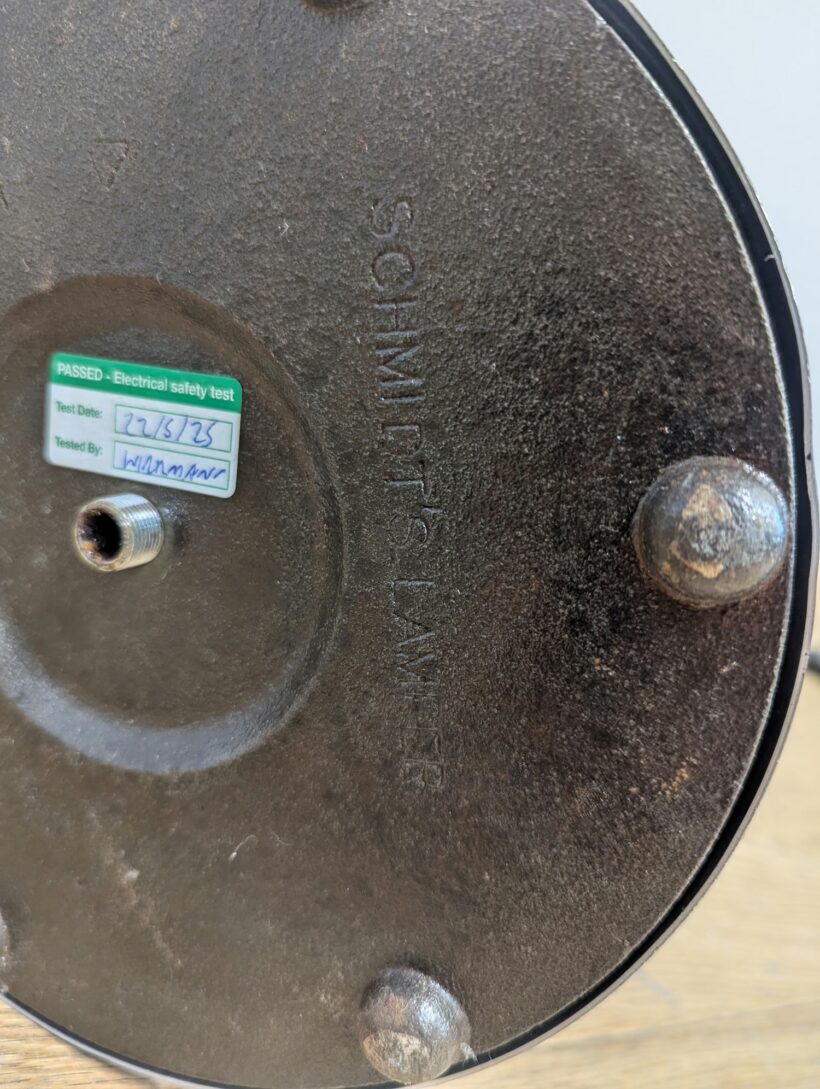 PASSED - Electrical safety test
Test Date: 22/5/25
Tested By:
SCHMIDT'S LAMPER